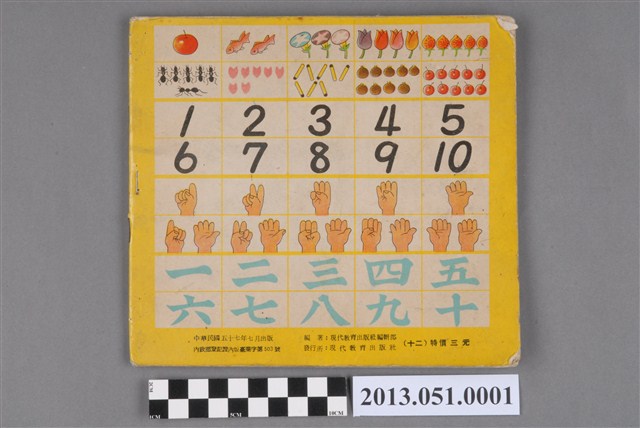 1 2 3 4 5
6 7 8 9 10
一 二 三 四 五
六 七 八 九 十
中華民國五十七年七月出版
編著:現代教育出版社編輯部
發行所:現代教育出版社
(十二)特價三元
1CM
5CM
10CM
2013.051.0001